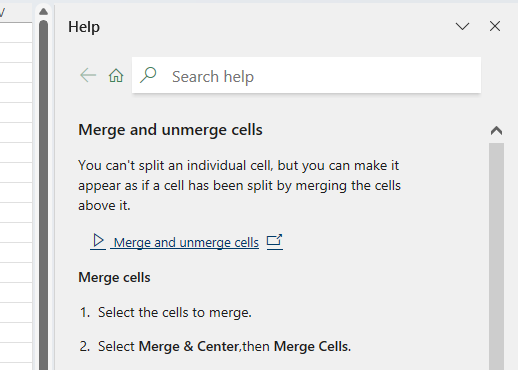 Help
Search help
Merge and unmerge cells
You can't split an individual cell, but you can make it
appear as if a cell has been split by merging the cells
above it.
Merge and unmerge cells
Merge cells
1. Select the cells to merge.
2. Select Merge & Center,then Merge Cells.